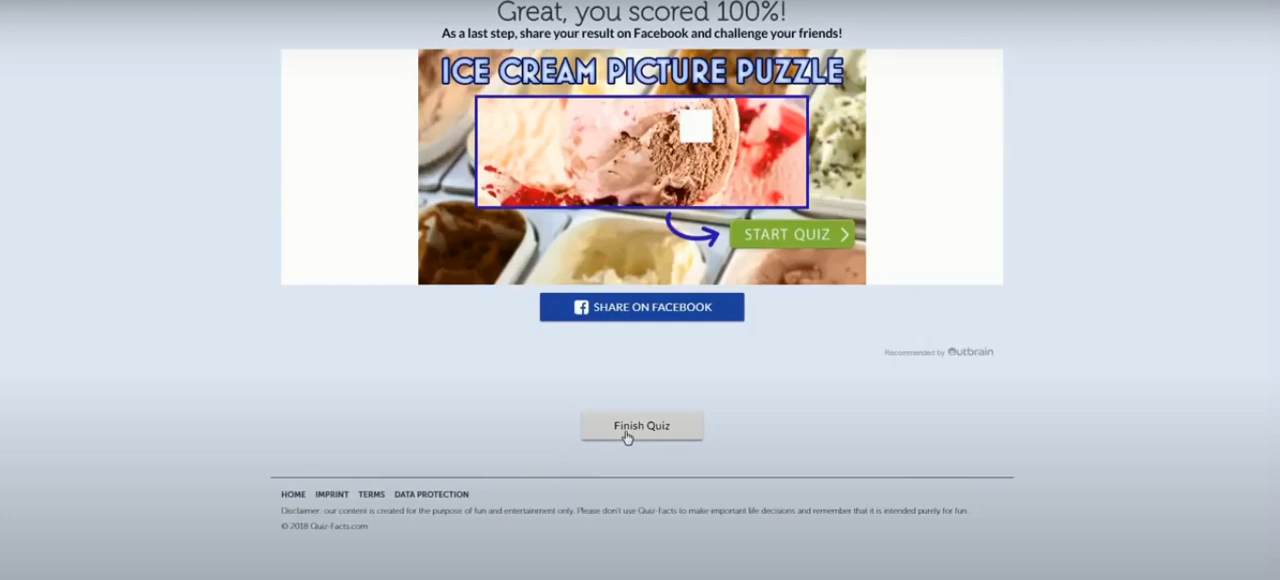 Great, you scored 100%!
As a last step, share your result on Facebook and challenge your friends!
ICE CREAM PICTURE PUZZLE
START QUIZ
SHARE ON FACEBOOK
Recommended by Outbrain
Finish Quiz
HOME IMPRINT TERMS DATA PROTECTION
Disclaimer: our content is created for the purpose of fun and entertainment only. Please don't use Quiz-Facts to make important life decisions and remember that it is intended purely for fun.
© 2018 Quiz-Facts.com